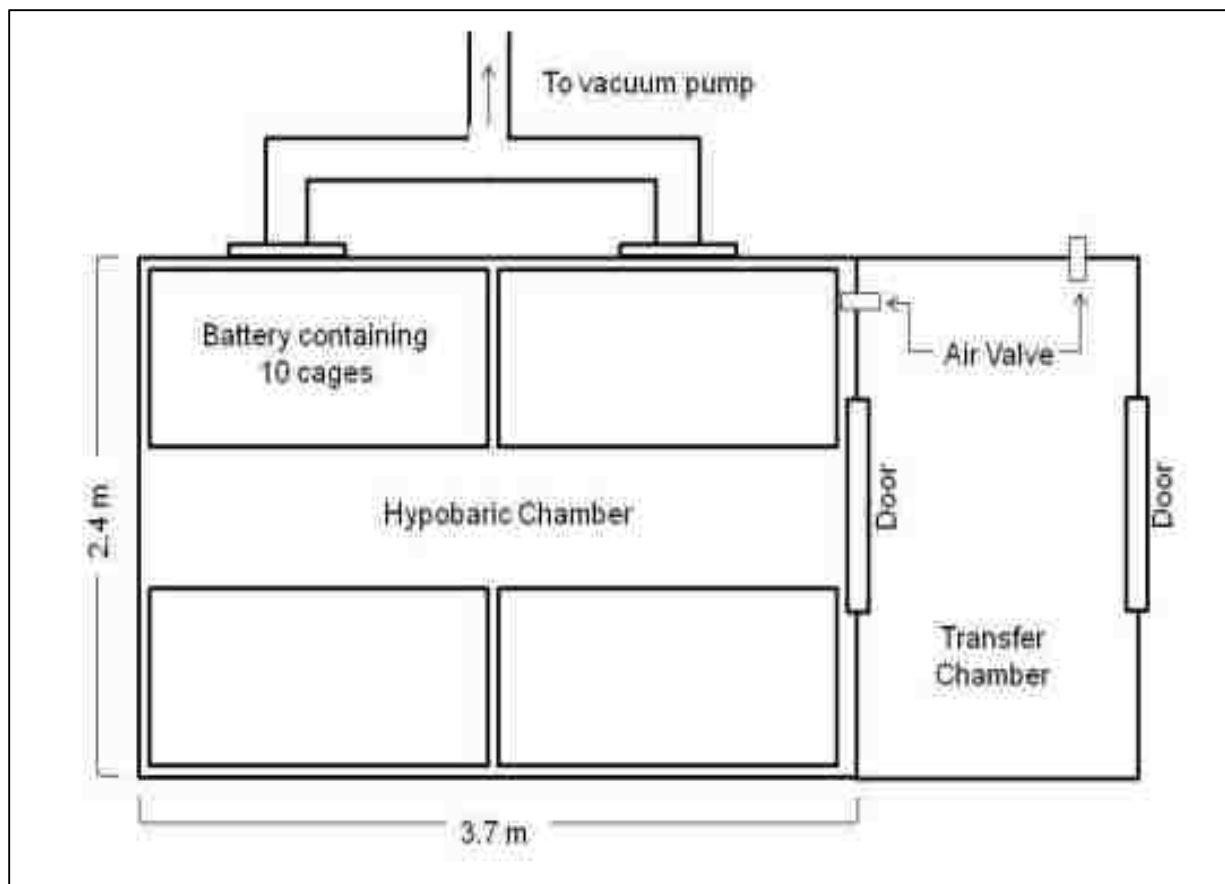 To vacuum pump
Battery containing
10 cages
Air Valve
2.4 m
Hypobaric Chamber
Door
Door
Transfer
Chamber
3.7 m